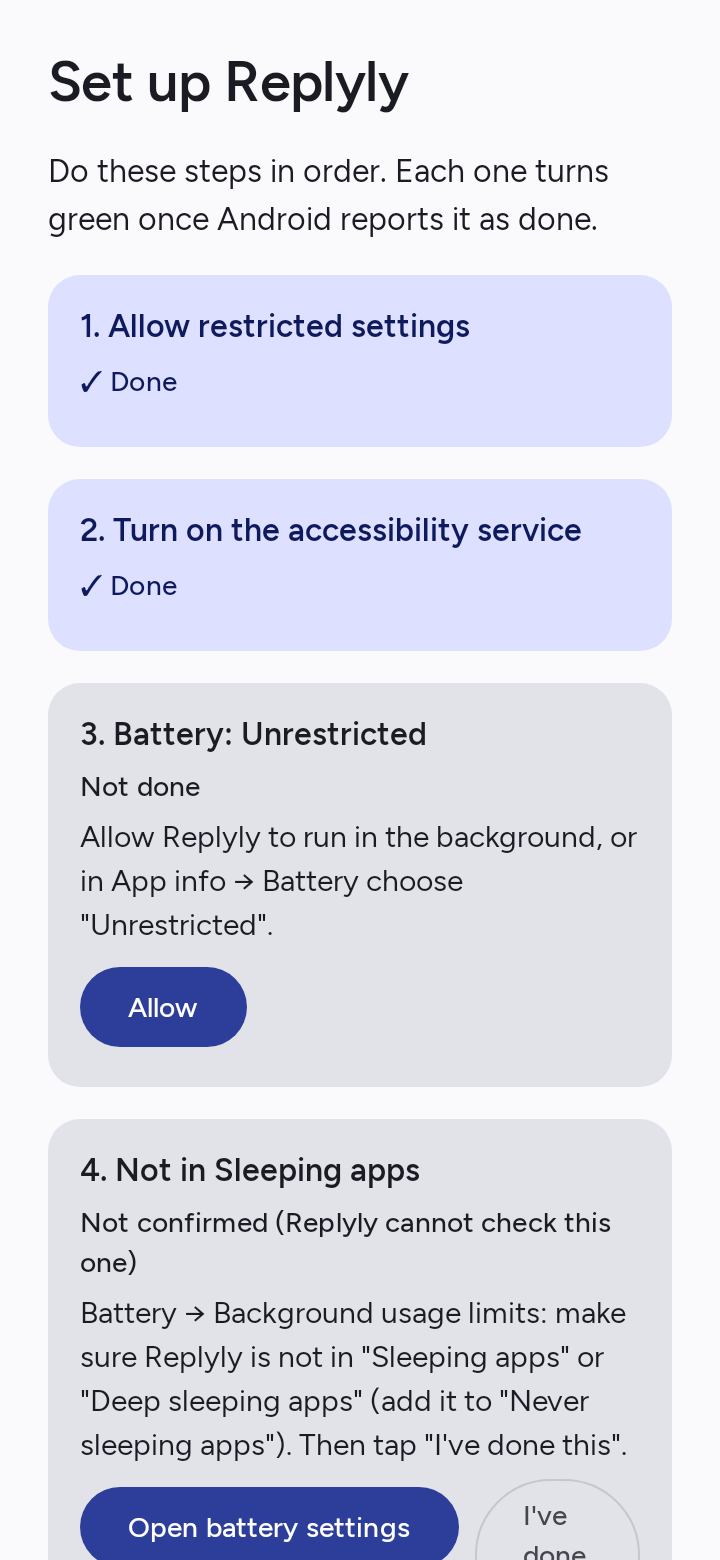 Set up Replyly
Do these steps in order. Each one turns
green once Android reports it as done.
1. Allow restricted settings
✓ Done
2. Turn on the accessibility service
✓ Done
3. Battery: Unrestricted
Not done
Allow Replyly to run in the background, or
in App info → Battery choose
"Unrestricted".
Allow
4. Not in Sleeping apps
Not confirmed (Replyly cannot check this
one)
Battery → Background usage limits: make
sure Replyly is not in "Sleeping apps" or
"Deep sleeping apps" (add it to "Never
sleeping apps"). Then tap "I've done this".
Open battery settings
I've
done